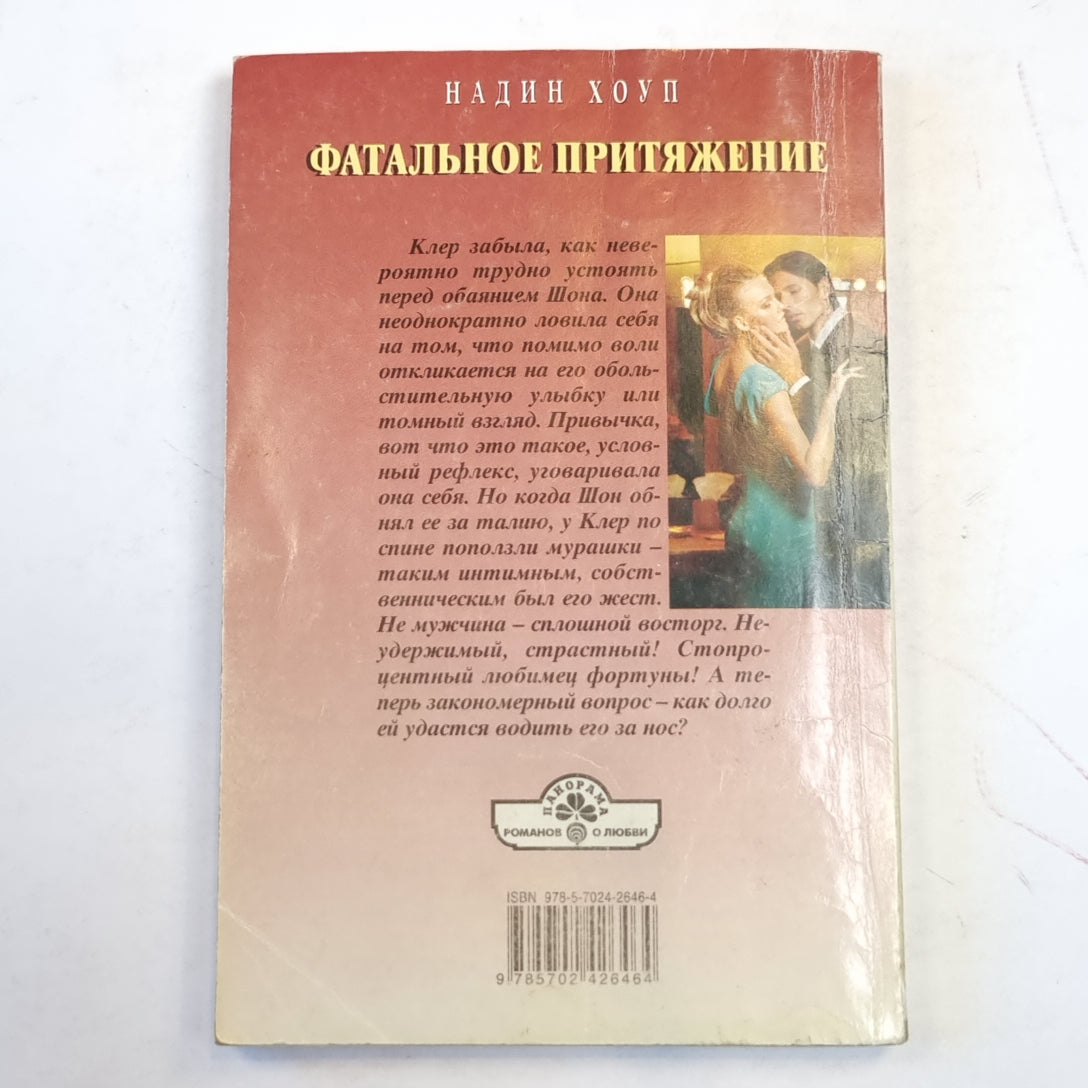 НАДИН ХОУП
ФАТАЛЬНОЕ ПРИТЯЖЕНИЕ
Клер забыла, как неве-
роятно трудно устоять
перед обаянием Шона. Она
неоднократно ловила себя
на том, что помимо воли
откликается на его оболь-
стительную улыбку или
томный взгляд. Привычка,
вот что это такое, услов-
ный рефлекс, уговаривала
она себя. Но когда Шон об-
нял ее за талию, у Клер по
спине поползли мурашки –
таким интимным, собст-
венническим был его жест.
Не мужчина – сплошной восторг. Не-
удержимый, страстный! Стопро-
центный любимец фортуны! А те-
перь закономерный вопрос – как долго
ей удастся водить его за нос?
ПАНОРАМА
РОМАНОВ О ЛЮБВИ
ISBN 978-5-7024-2646-4
9 785702 426464